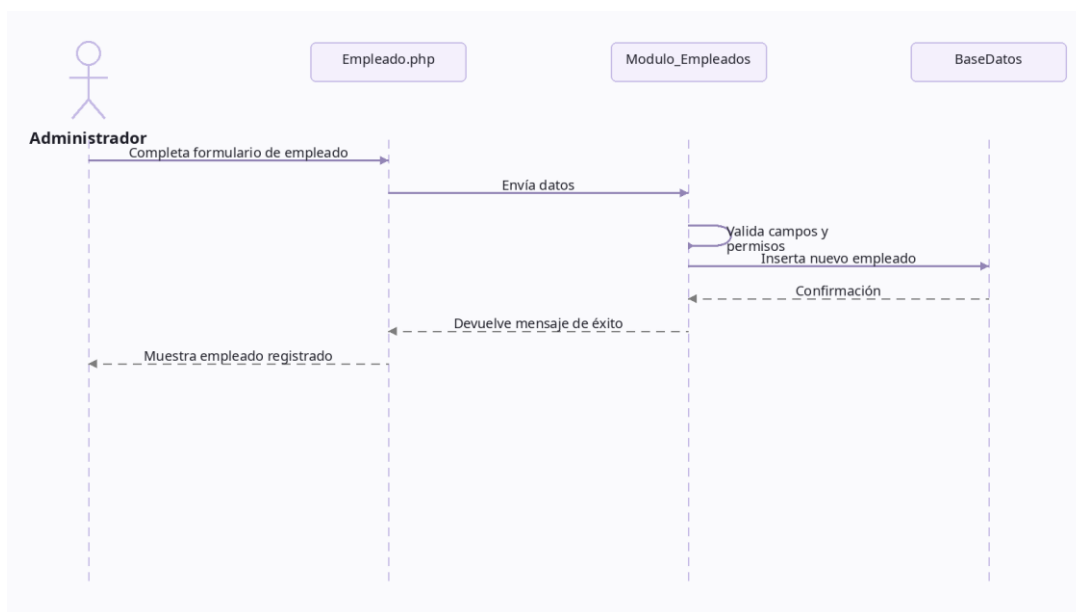 Empleado.php
Modulo_Empleados
BaseDatos
Administrador
Completa formulario de empleado
Envía datos
Valida campos y
permisos
Inserta nuevo empleado
Confirmación
Devuelve mensaje de éxito
Muestra empleado registrado